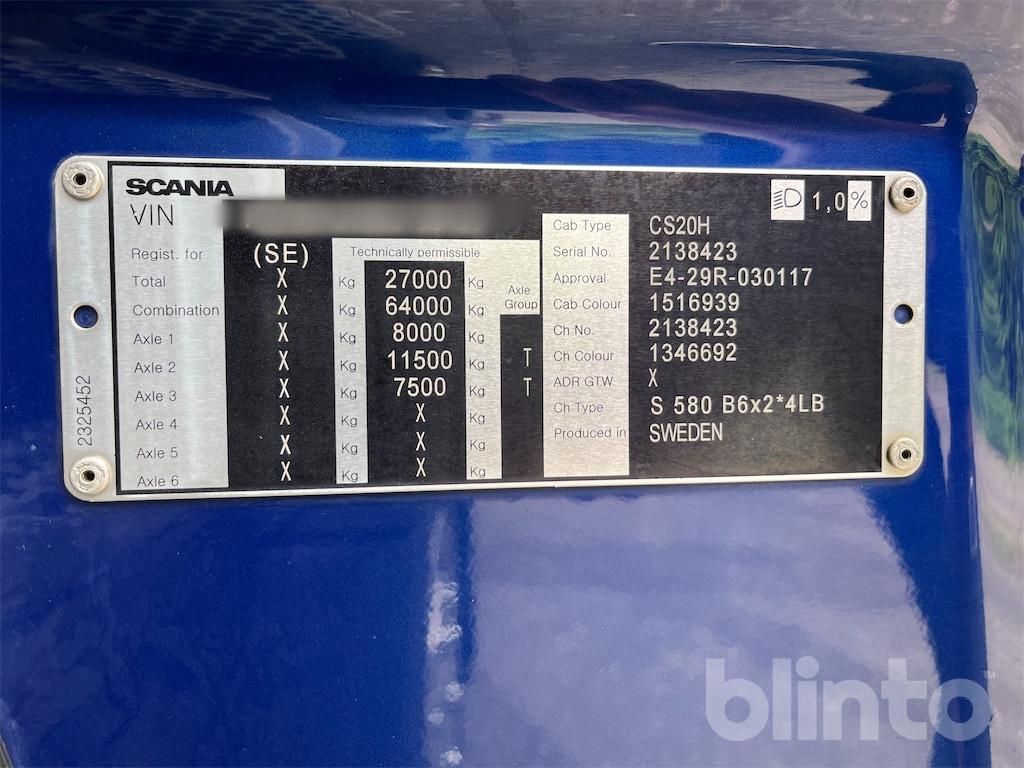 SCANIA
VIN
1,0%
Regist. for (SE) Technically permissible
Total X Kg 27000 Kg Axle Group
Combination X Kg 64000 Kg
Axle 1 X Kg 8000 Kg
Axle 2 X Kg 11500 Kg T
Axle 3 X Kg 7500 Kg T
Axle 4 X Kg X Kg
Axle 5 X Kg X Kg
Axle 6 X Kg X Kg
Cab Type CS20H
Serial No. 2138423
Approval E4-29R-030117
Cab Colour 1516939
Ch No. 2138423
Ch Colour 1346692
ADR GTW X
Ch Type S 580 B6x2*4LB
Produced in SWEDEN
2325452
blinto™